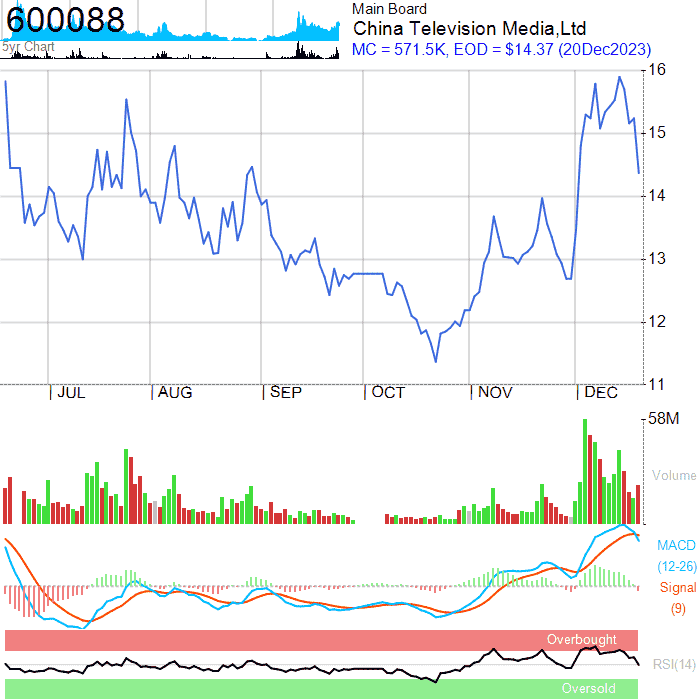 600088
5yr Chart
Main Board
China Television Media,Ltd
MC = 571.5K, EOD = $14.37 (20Dec2023)
16
15
14
13
12
11
JUL
AUG
SEP
OCT
NOV
DEC
58M
Volume
MACD
(12-26)
Signal
(9)
Overbought
RSI(14)
Oversold